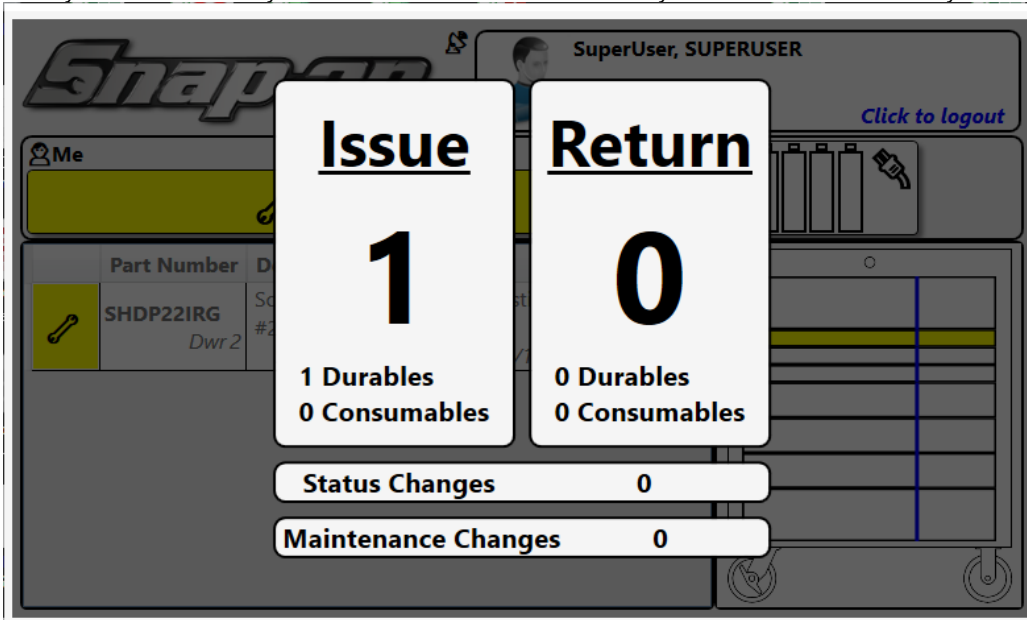 Snap-on
SuperUser, SUPERUSER
Click to logout
Me
Issue
1
1 Durables
0 Consumables
Return
0
0 Durables
0 Consumables
Part Number
SHDP22IRG
Dwr 2
Status Changes 0
Maintenance Changes 0